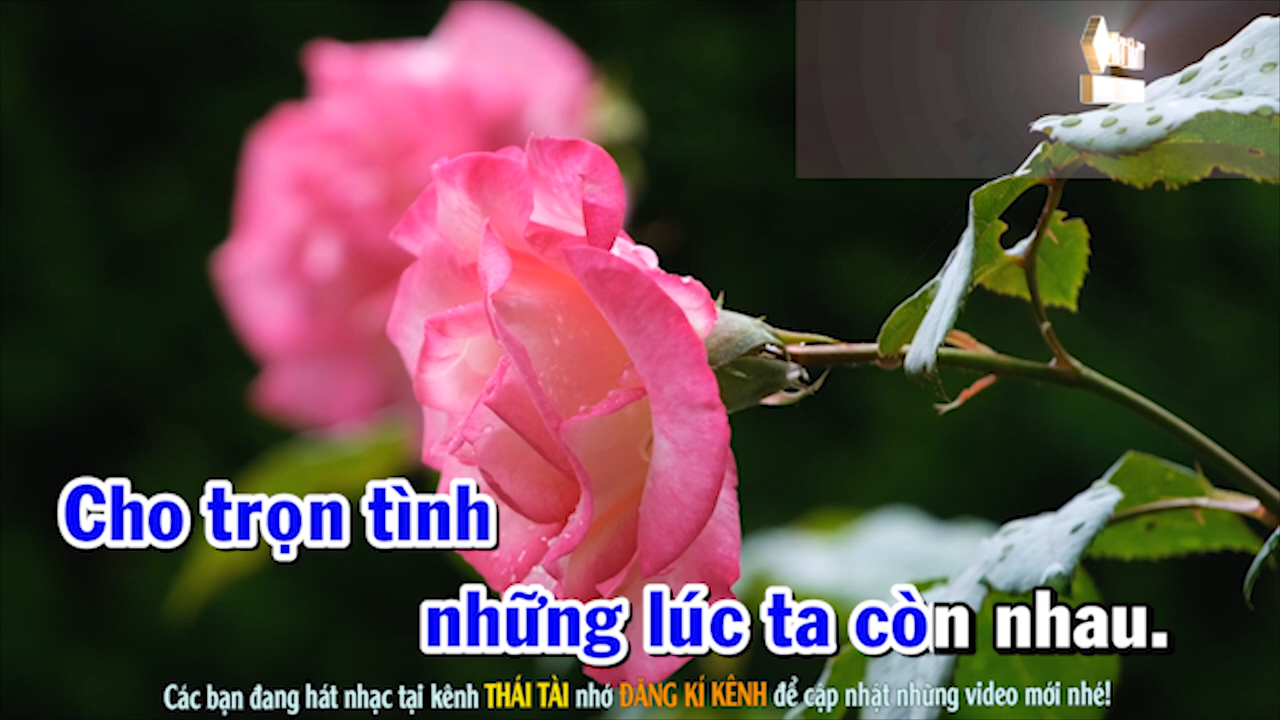 Cho trọn tình
những lúc ta còn nhau.
Các bạn đang hát nhạc tại kênh THÁI TÀI nhớ ĐĂNG KÍ KÊNH để cập nhật những video mới nhé!